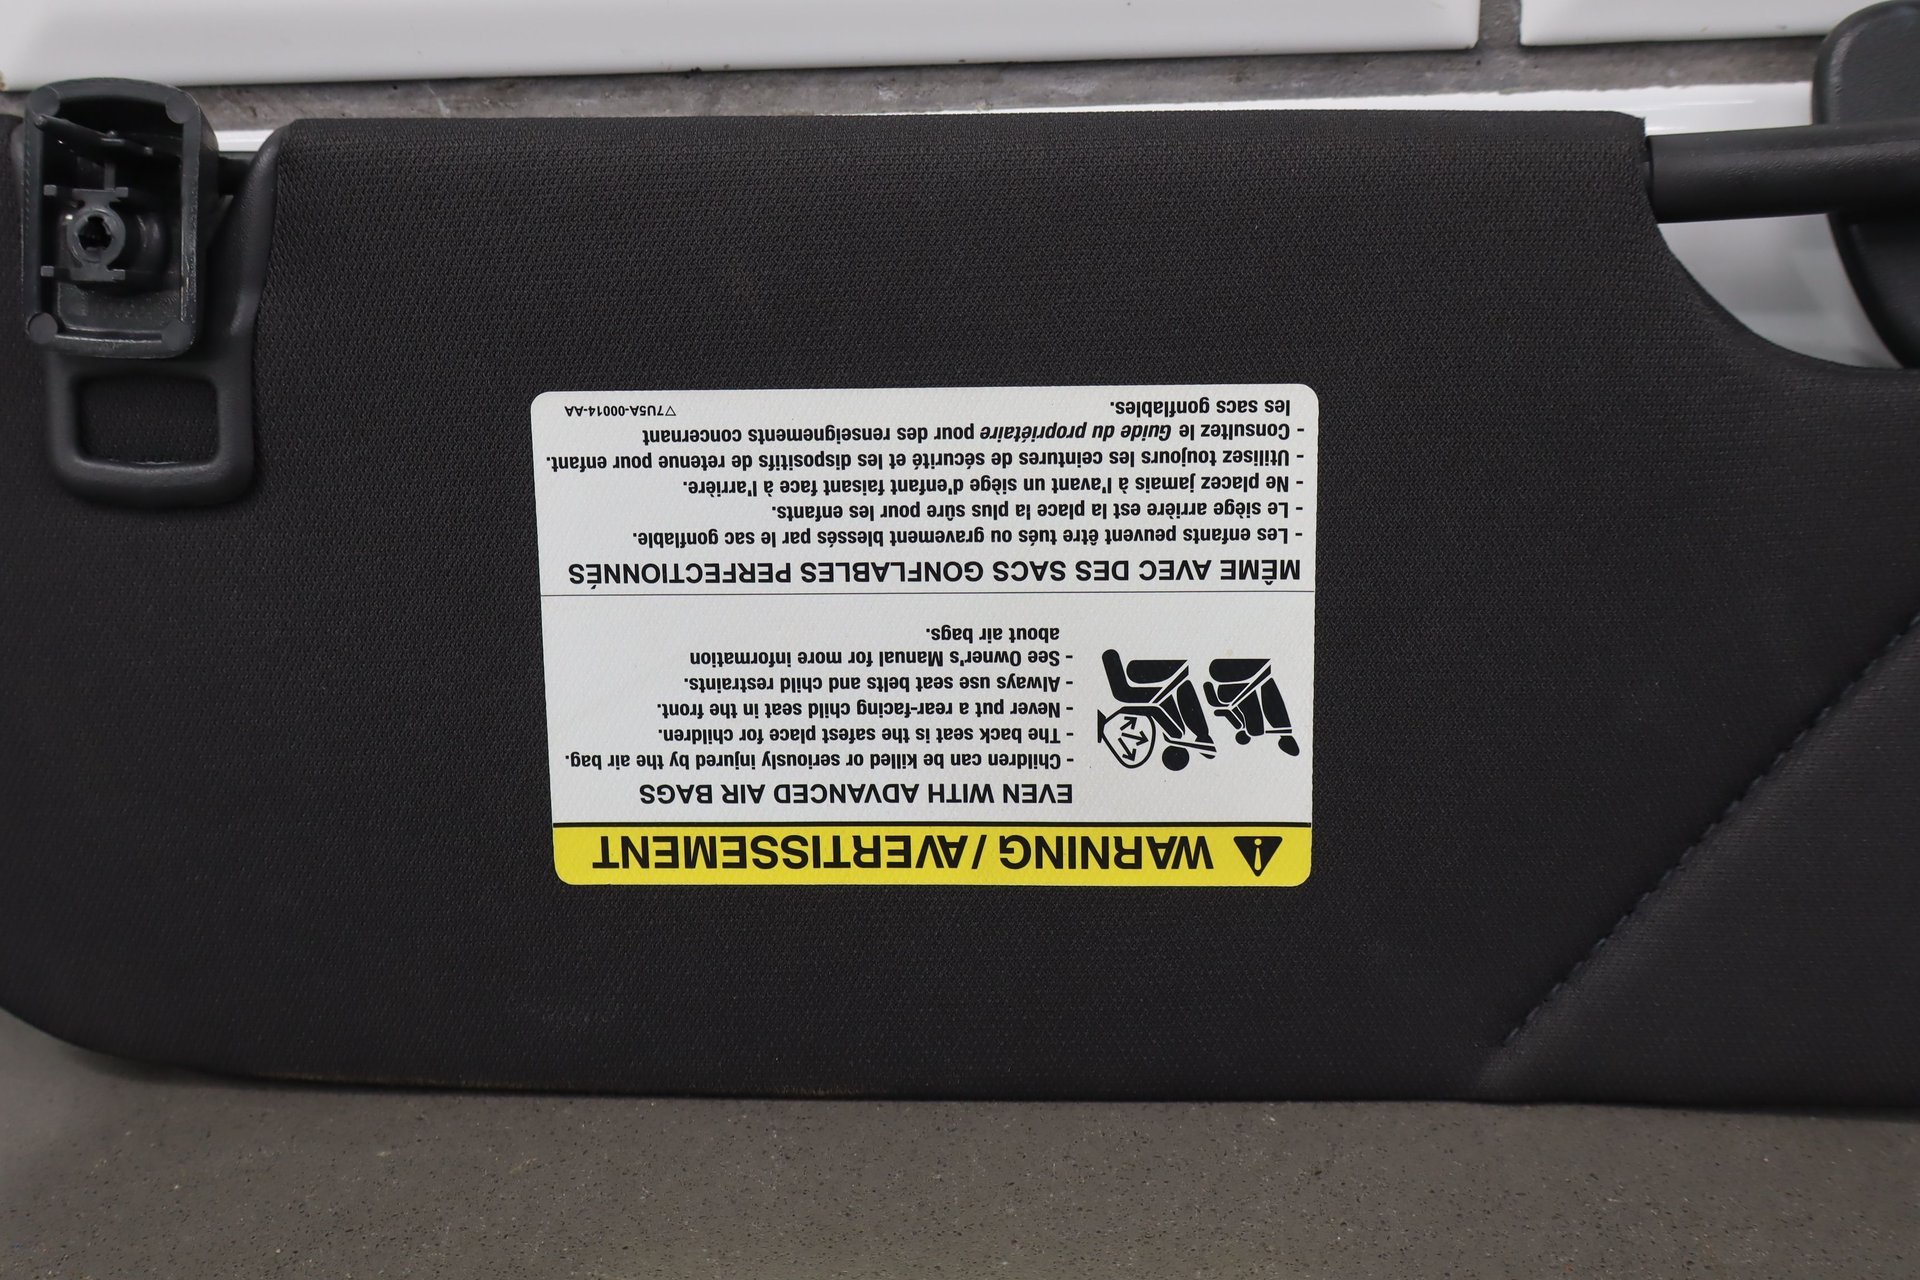 WARNING / AVERTISSEMENT
EVEN WITH ADVANCED AIR BAGS
- Children can be killed or seriously injured by the air bag.
- The back seat is the safest place for children.
- Never put a rear-facing child seat in the front.
- Always use seat belts and child restraints.
- See Owner's Manual for more information
about air bags.
MÊME AVEC DES SACS GONFLABLES PERFECTIONNÉS
- Les enfants peuvent être tués ou gravement blessés par le sac gonflable.
- Le siège arrière est la place la plus sûre pour les enfants.
- Ne placez jamais à l'avant un siège d'enfant faisant face à l'arrière.
- Utilisez toujours les ceintures de sécurité et les dispositifs de retenue pour enfant.
- Consultez le Guide du propriétaire pour des renseignements concernant
les sacs gonflables.
7U5A-00014-AA